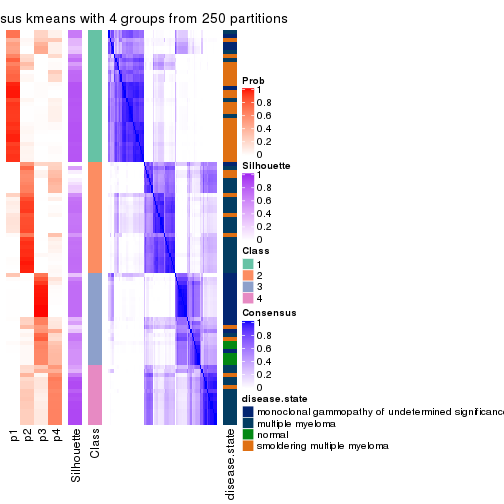 sus kmeans with 4 groups from 250 partitions
Prob
1
0.8
0.6
0.4
0.2
0
Silhouette
1
0.8
0.6
0.4
0.2
0
Class
1
2
3
4
Consensus
1
0.8
0.6
0.4
0.2
0
disease.state
monoclonal gammopathy of undetermined significance
multiple myeloma
normal
smoldering multiple myeloma
p1
p2
p3
p4
Silhouette
Class
disease.state